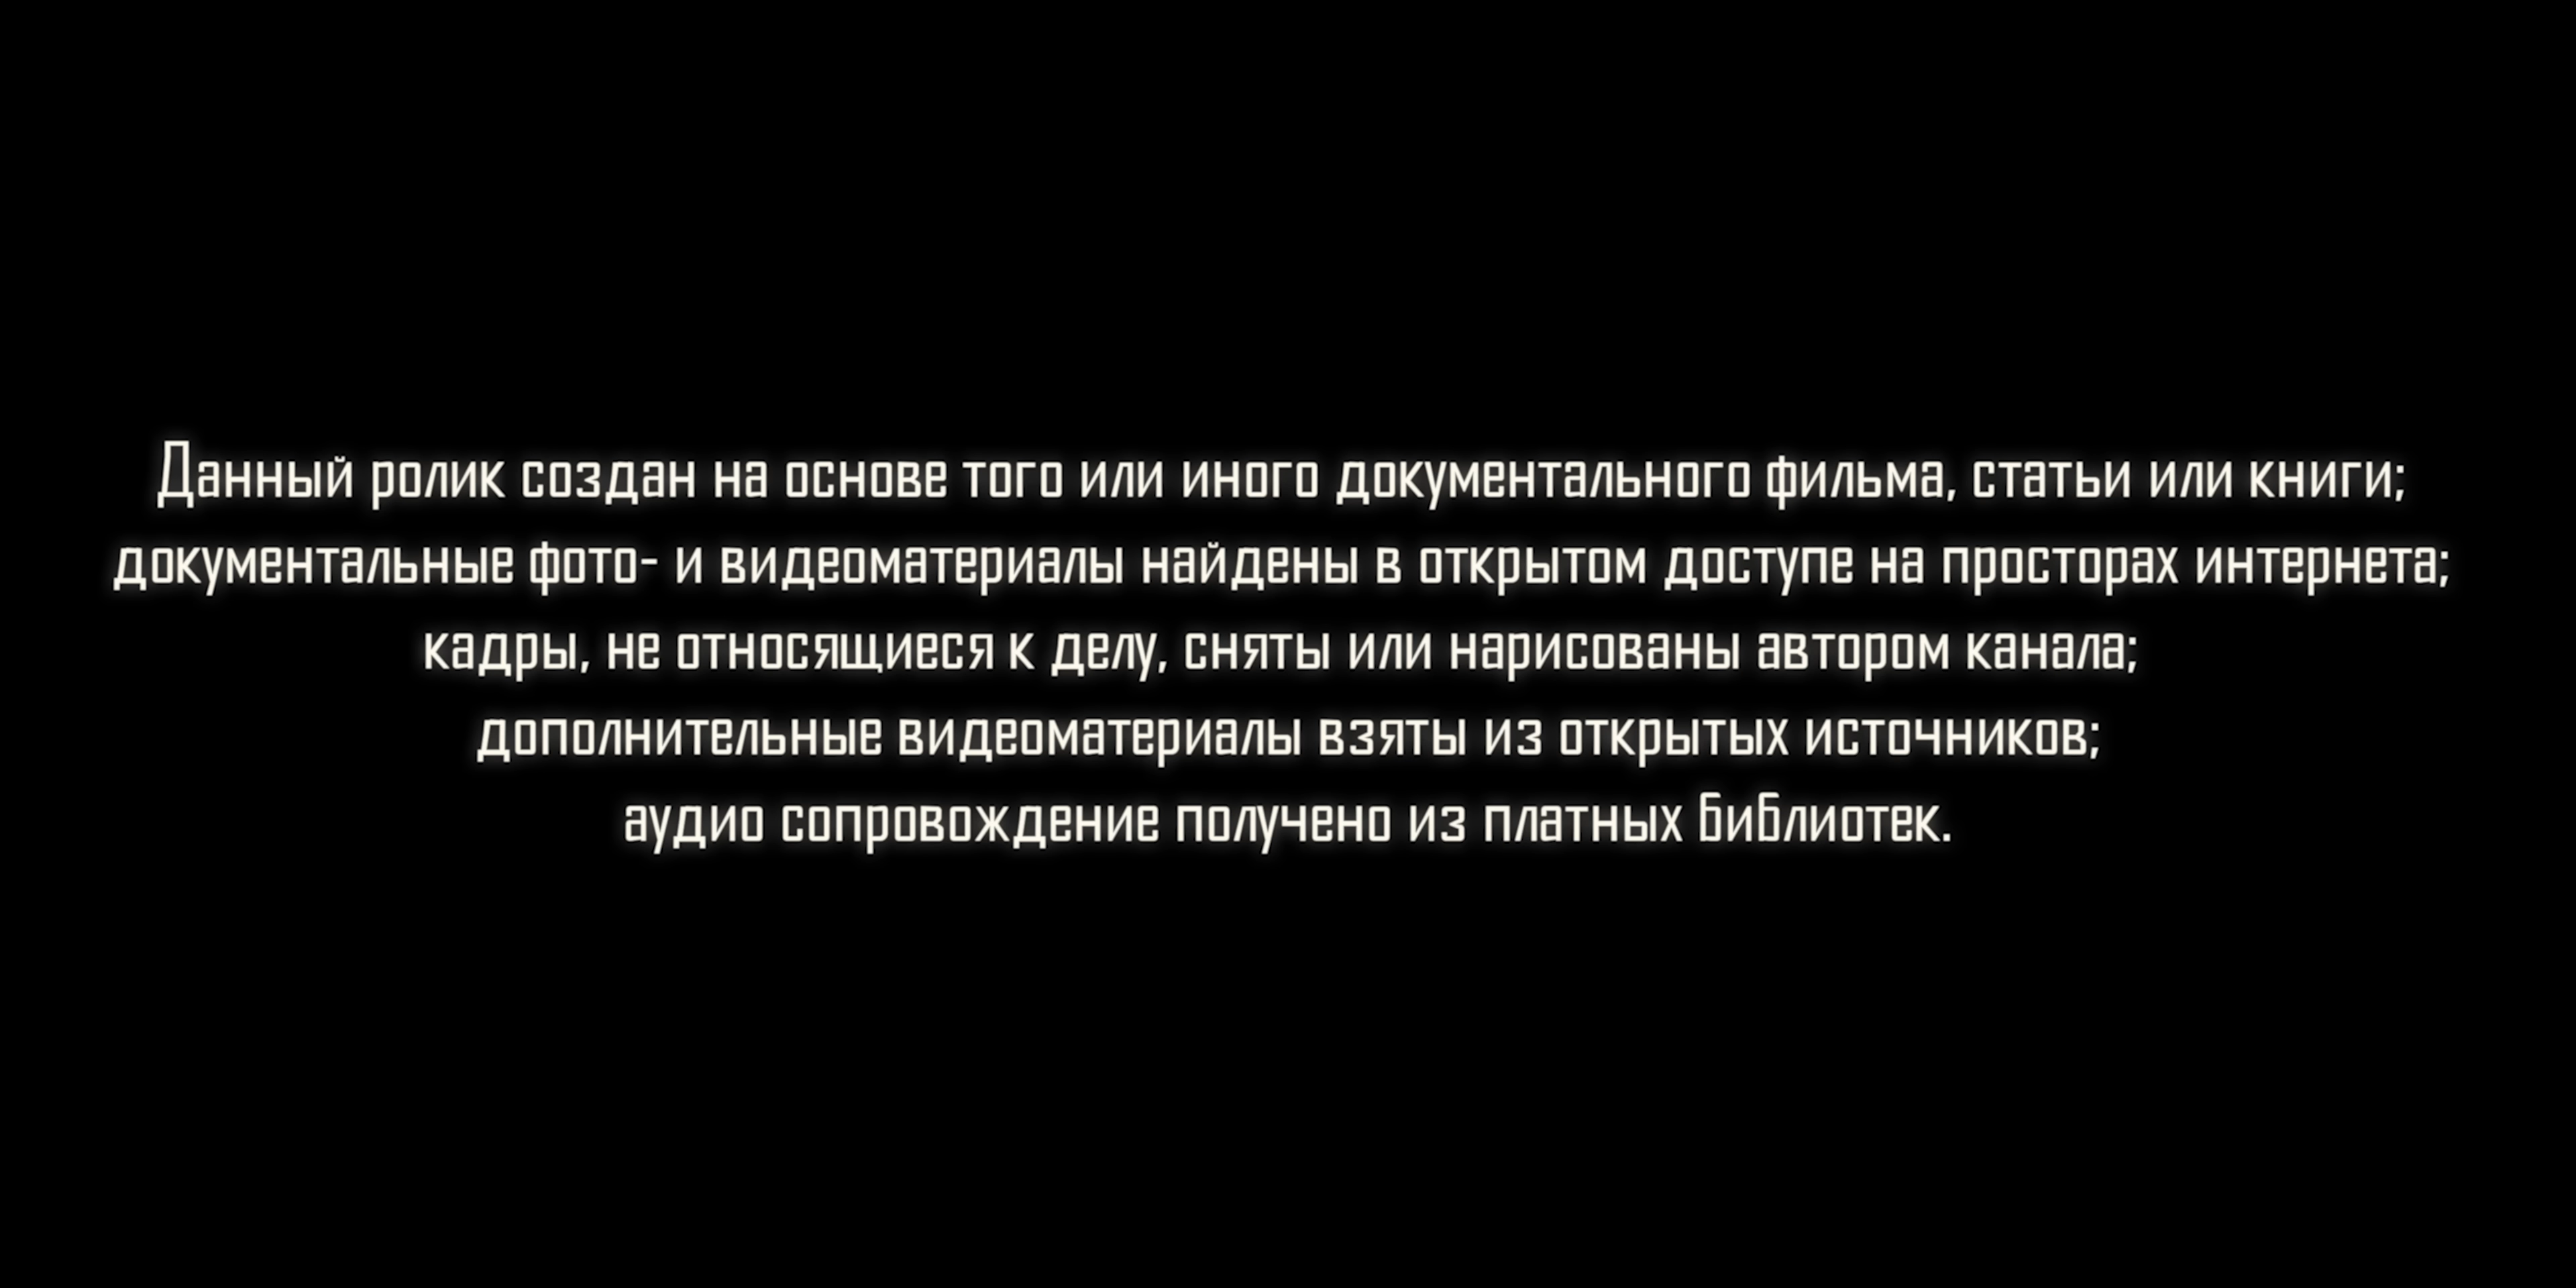 Данный ролик создан на основе того или иного документального фильма, статьи или книги;
документальные фото- и видеоматериалы найдены в открытом доступе на просторах интернета;
кадры, не относящиеся к делу, сняты или нарисованы автором канала;
дополнительные видеоматериалы взяты из открытых источников;
аудио сопровождение получено из платных библиотек.